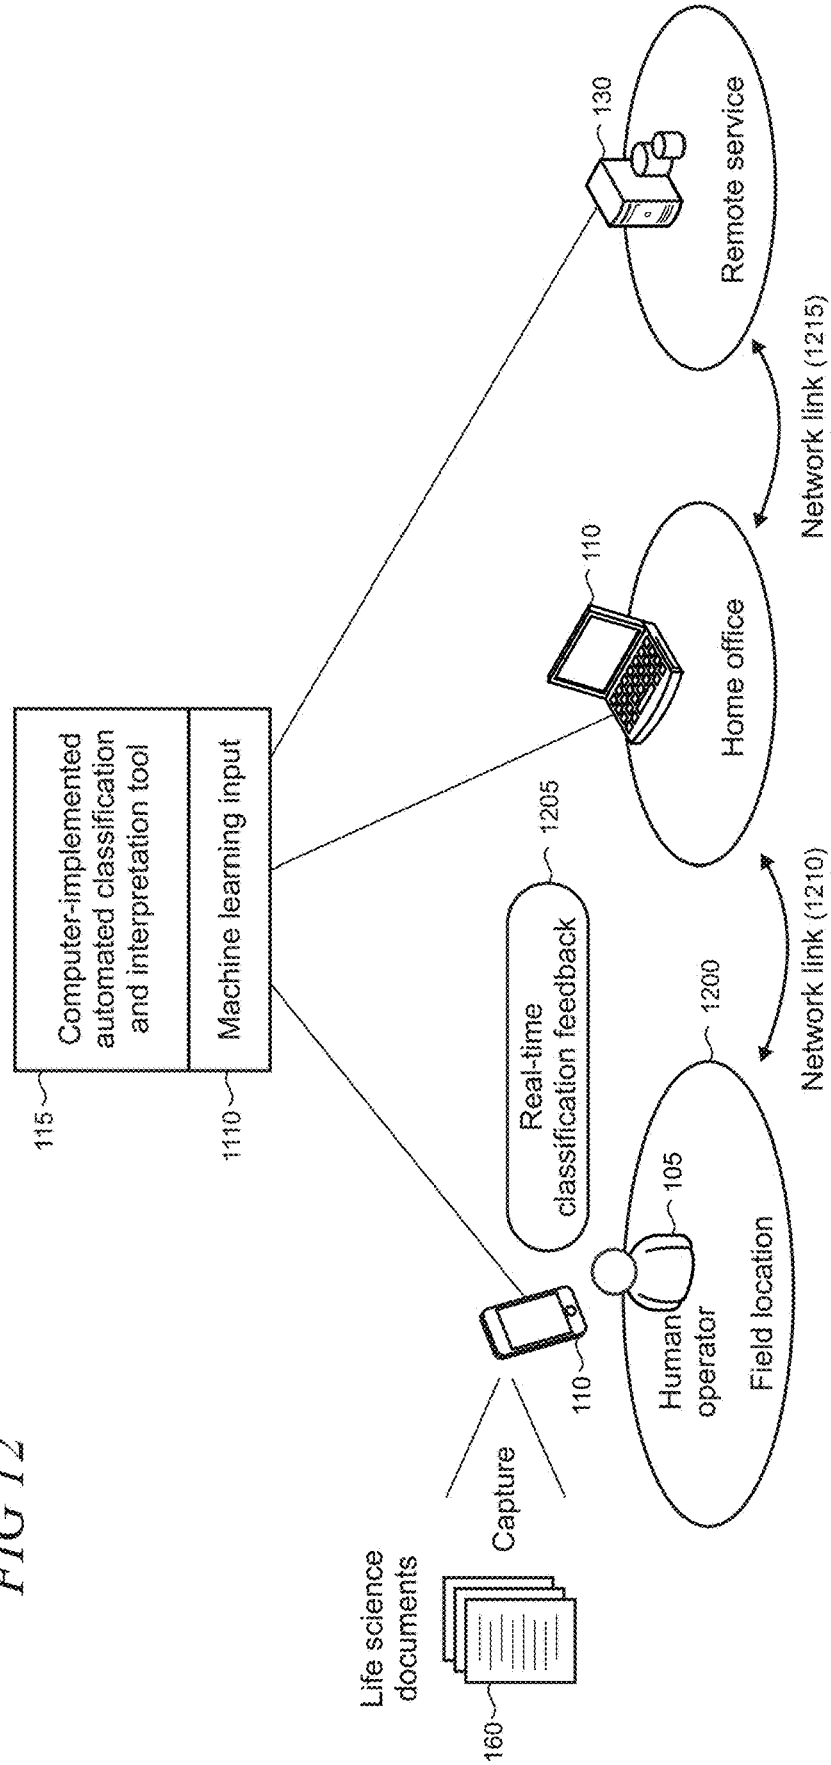 FIG 12
115
Computer-implemented
automated classification
and interpretation tool
1110
Machine learning input
Life science
documents
160
Capture
110
Real-time
classification feedback
1205
110
130
Human
operator
105
Field location
1200
Home office
Remote service
Network link (1210)
Network link (1215)